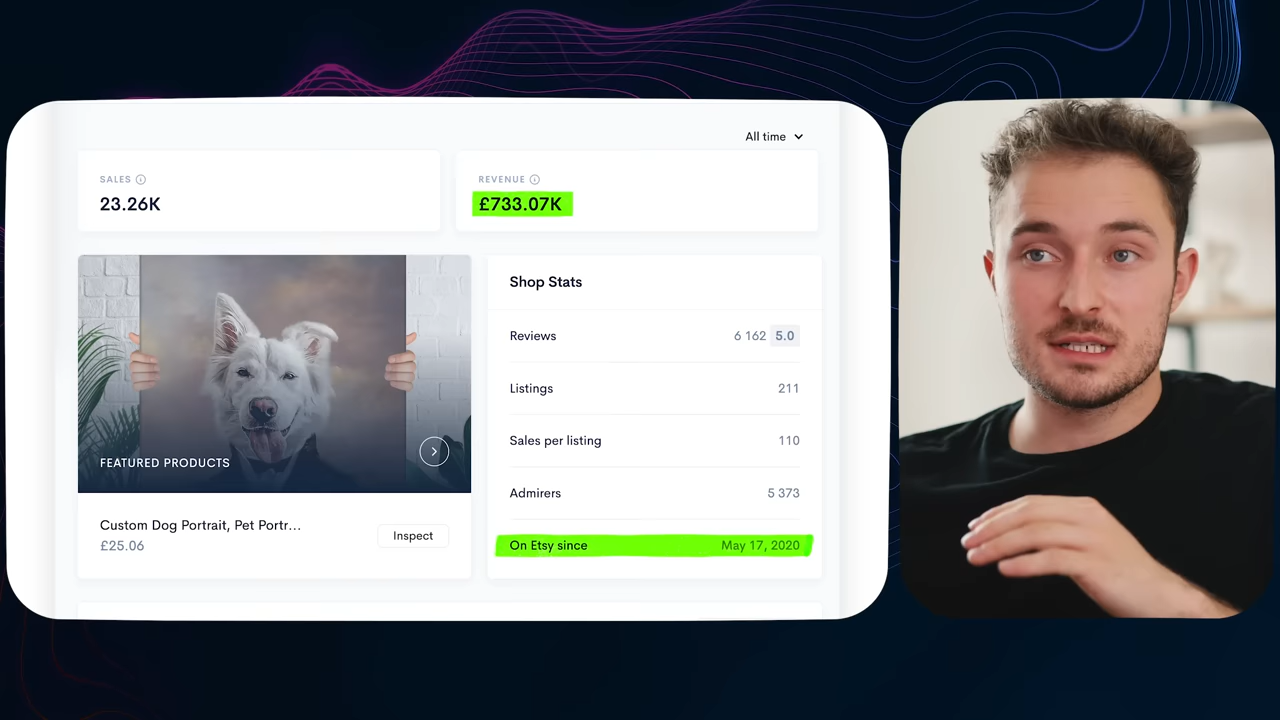 All time
SALES
23.26K
REVENUE
£733.07K
FEATURED PRODUCTS
Custom Dog Portrait, Pet Portr...
£25.06
Inspect
Shop Stats
Reviews 6 162 5.0
Listings 211
Sales per listing 110
Admirers 5 373
On Etsy since May 17, 2020